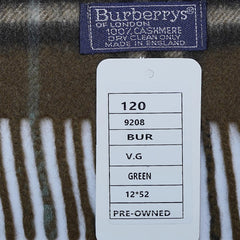 Burberrys®
OF LONDON
100% CASHMERE
DRY CLEAN ONLY
MADE IN ENGLAND
120
9208
BUR
V.G
GREEN
12*52
PRE-OWNED